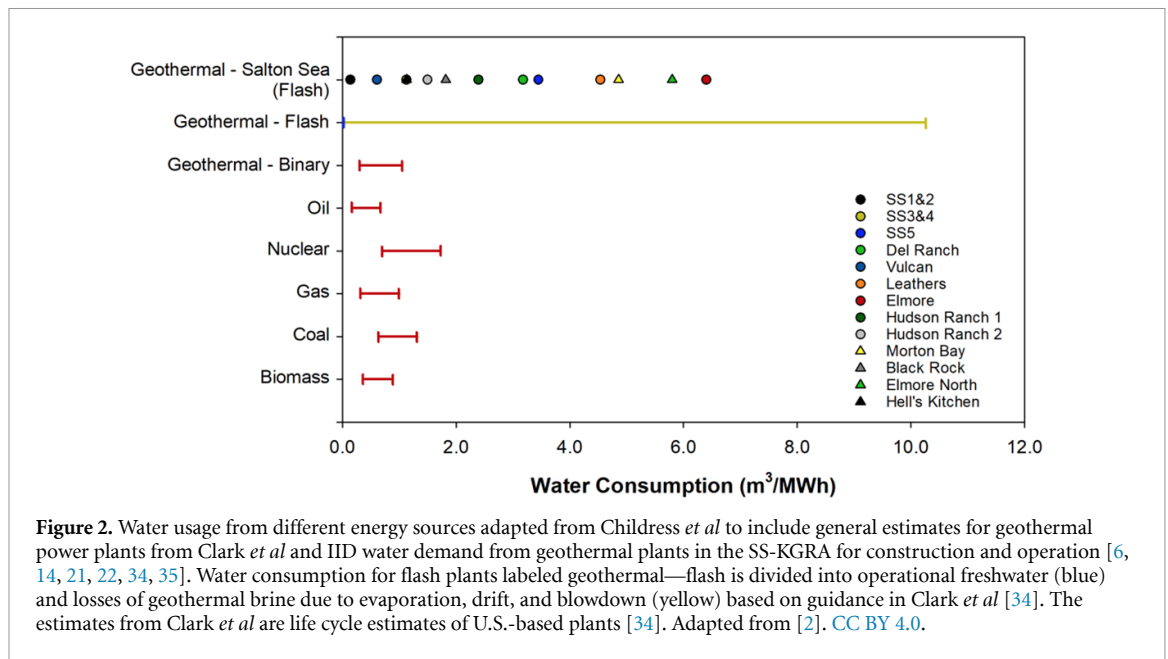 Geothermal - Salton Sea
(Flash)
Geothermal - Flash
Geothermal - Binary
Oil
Nuclear
Gas
Coal
Biomass
SS1&2
SS3&4
SS5
Del Ranch
Vulcan
Leathers
Elmore
Hudson Ranch 1
Hudson Ranch 2
Morton Bay
Black Rock
Elmore North
Hell's Kitchen
0.0 2.0 4.0 6.0 8.0 10.0 12.0
Water Consumption (m³/MWh)
Figure 2. Water usage from different energy sources adapted from Childress et al to include general estimates for geothermal
power plants from Clark et al and IID water demand from geothermal plants in the SS-KGRA for construction and operation [6,
14, 21, 22, 34, 35]. Water consumption for flash plants labeled geothermal—flash is divided into operational freshwater (blue)
and losses of geothermal brine due to evaporation, drift, and blowdown (yellow) based on guidance in Clark et al [34]. The
estimates from Clark et al are life cycle estimates of U.S.-based plants [34]. Adapted from [2]. CC BY 4.0.